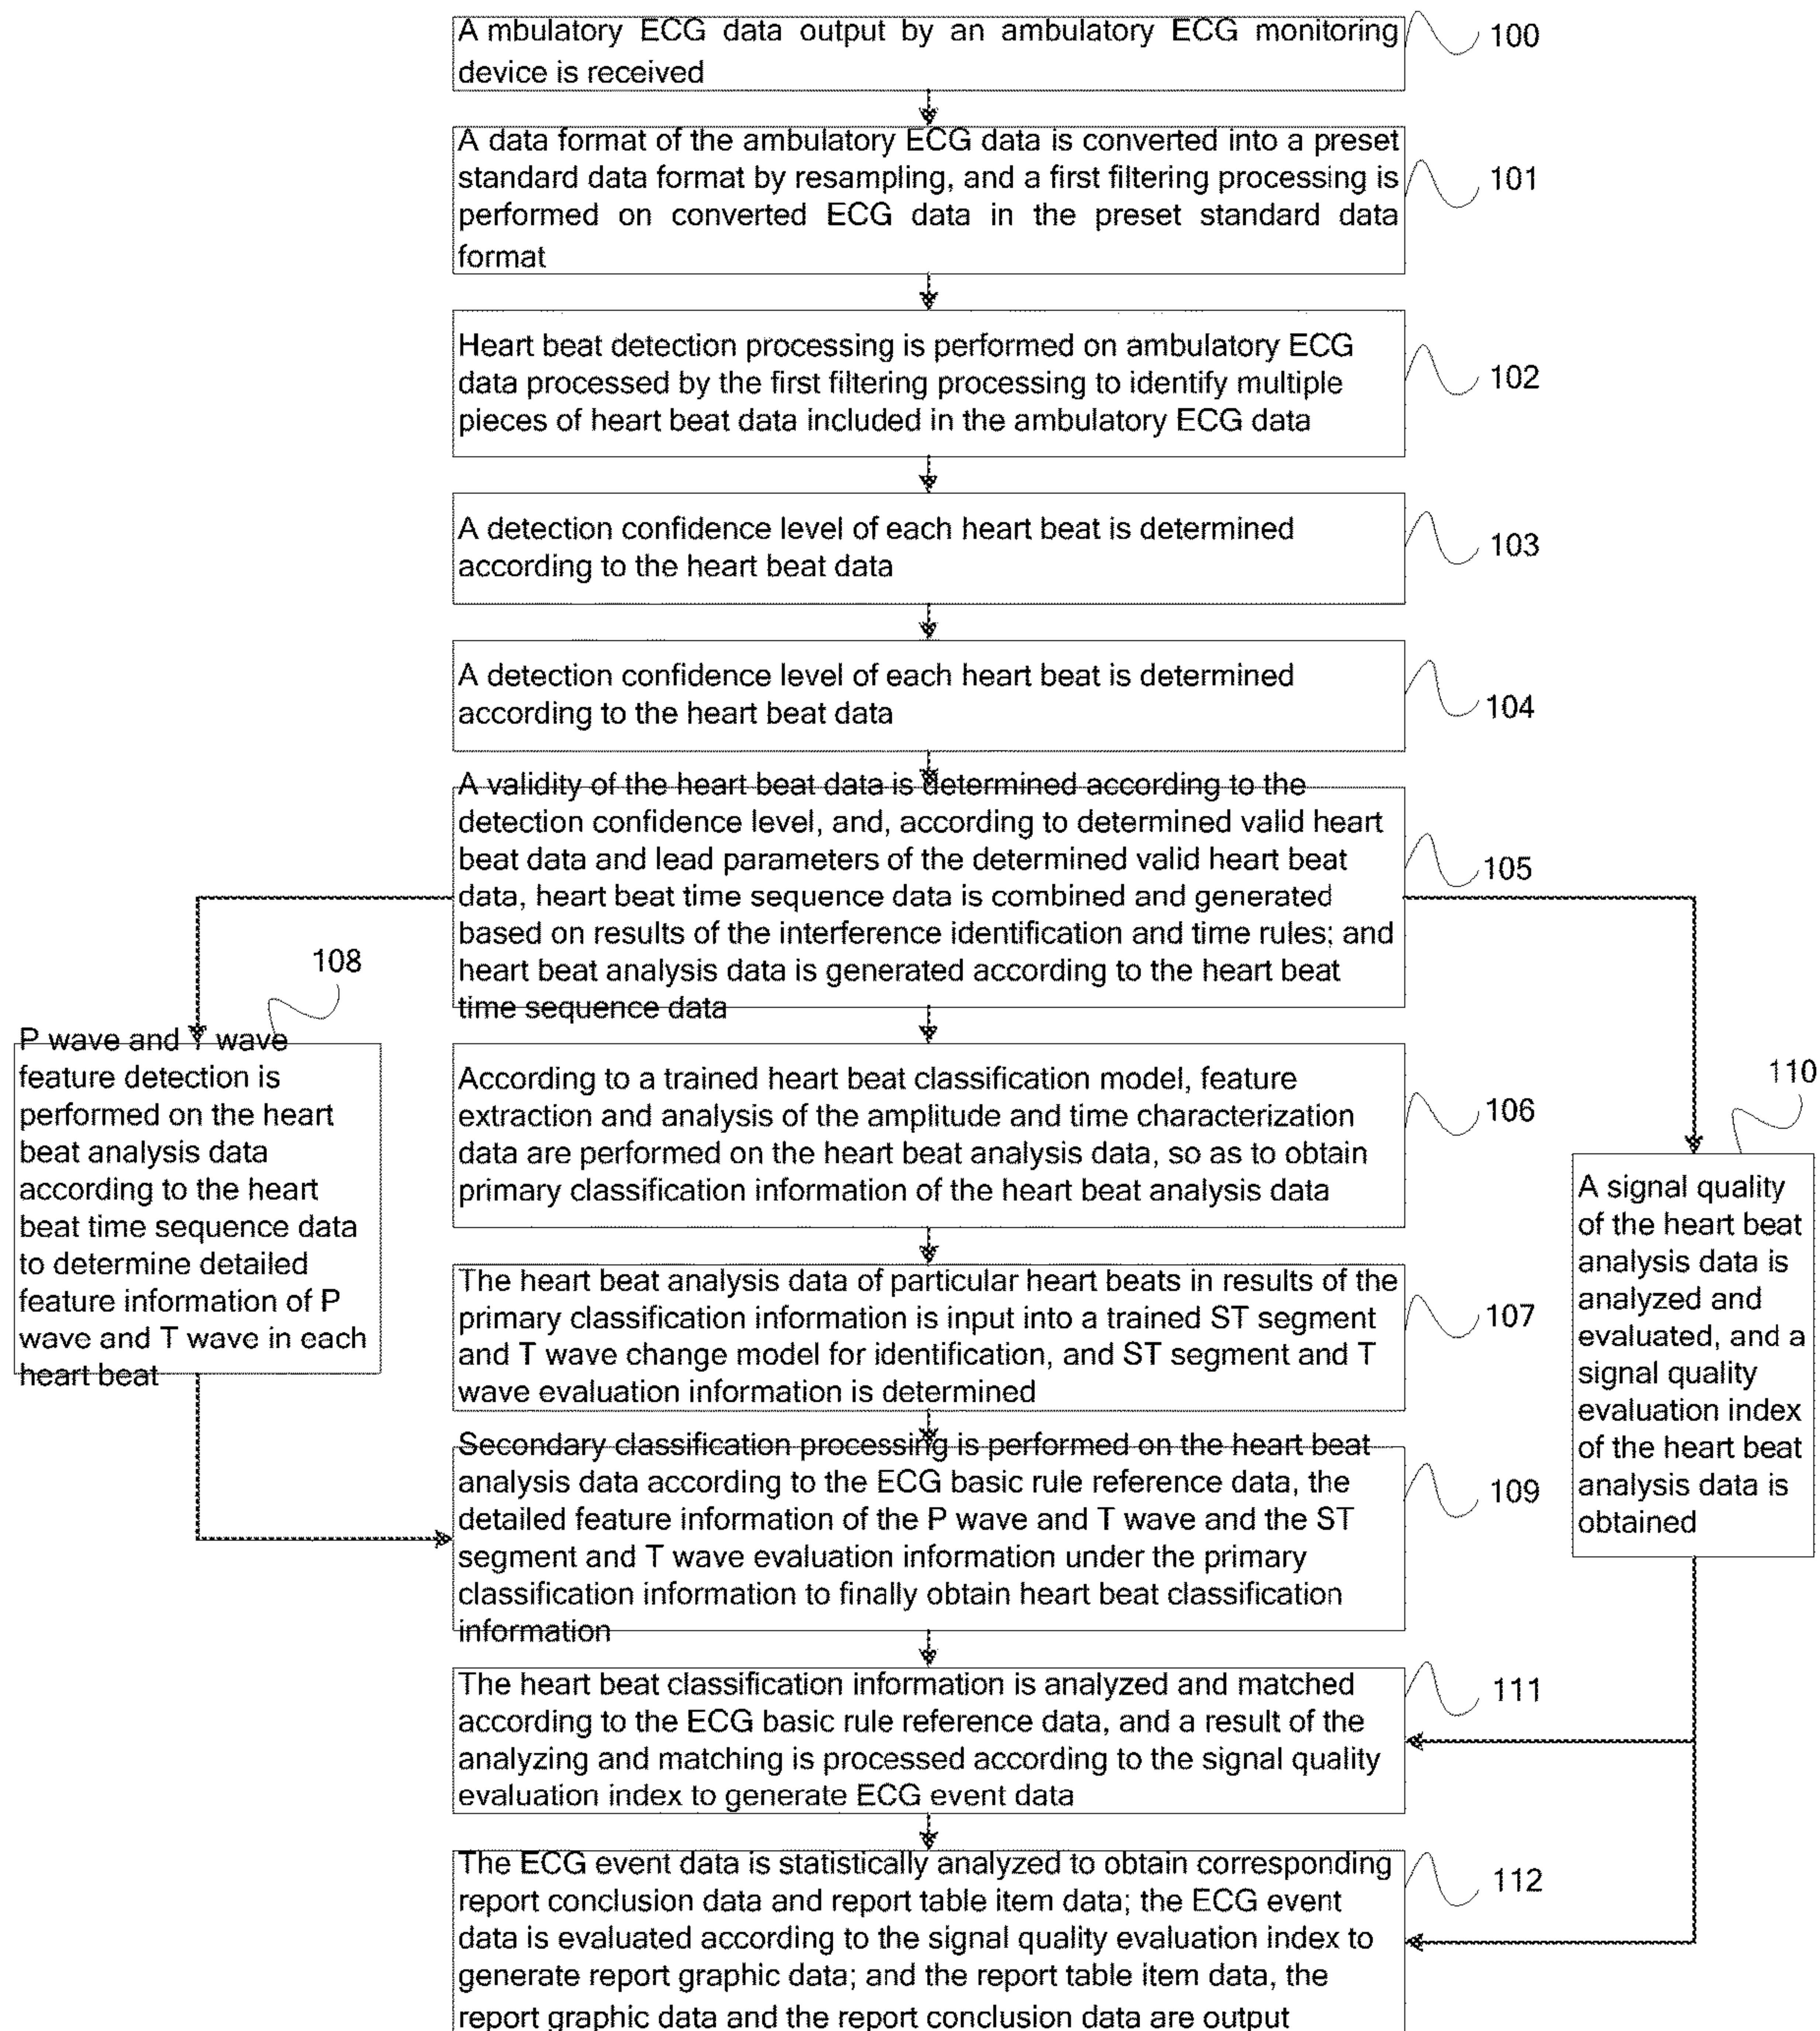 A mbulatory ECG data output by an ambulatory ECG monitoring
device is received
100
A data format of the ambulatory ECG data is converted into a preset
standard data format by resampling, and a first filtering processing is
performed on converted ECG data in the preset standard data
format
101
Heart beat detection processing is performed on ambulatory ECG
data processed by the first filtering processing to identify multiple
pieces of heart beat data included in the ambulatory ECG data
102
A detection confidence level of each heart beat is determined
according to the heart beat data
103
A detection confidence level of each heart beat is determined
according to the heart beat data
104
A validity of the heart beat data is determined according to the
detection confidence level, and, according to determined valid heart
beat data and lead parameters of the determined valid heart beat
data, heart beat time sequence data is combined and generated
based on results of the interference identification and time rules; and
heart beat analysis data is generated according to the heart beat
time sequence data
105
108
P wave and T wave
feature detection is
performed on the heart
beat analysis data
according to the heart
beat time sequence data
to determine detailed
feature information of P
wave and T wave in each
heart beat
According to a trained heart beat classification model, feature
extraction and analysis of the amplitude and time characterization
data are performed on the heart beat analysis data, so as to obtain
primary classification information of the heart beat analysis data
106
110
A signal quality
of the heart beat
analysis data is
analyzed and
evaluated, and a
signal quality
evaluation index
of the heart beat
analysis data is
obtained
The heart beat analysis data of particular heart beats in results of the
primary classification information is input into a trained ST segment
and T wave change model for identification, and ST segment and T
wave evaluation information is determined
107
Secondary classification processing is performed on the heart beat
analysis data according to the ECG basic rule reference data, the
detailed feature information of the P wave and T wave and the ST
segment and T wave evaluation information under the primary
classification information to finally obtain heart beat classification
information
109
The heart beat classification information is analyzed and matched
according to the ECG basic rule reference data, and a result of the
analyzing and matching is processed according to the signal quality
evaluation index to generate ECG event data
111
The ECG event data is statistically analyzed to obtain corresponding
report conclusion data and report table item data; the ECG event
data is evaluated according to the signal quality evaluation index to
generate report graphic data; and the report table item data, the
report graphic data and the report conclusion data are output
112